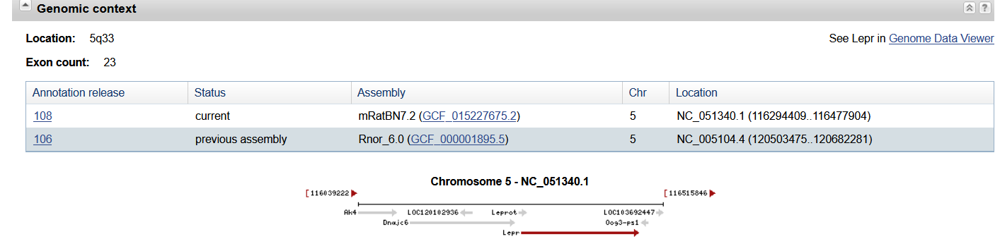 Genomic context
?
Location: 5q33
See Lepr in Genome Data Viewer
Exon count: 23
Annotation release Status Assembly Chr Location
108 current mRatBN7.2 (GCF_015227675.2) 5 NC_051340.1 (116294409..116477904)
106 previous assembly Rnor_6.0 (GCF_000001895.5) 5 NC_005104.4 (120503475..120682281)
Chromosome 5 - NC_051340.1
[ 116039222 [ 116515846
Ak4 LOC120102936 Leprot LOC103692447
Dnajc6 Oog3-ps1
Lepr